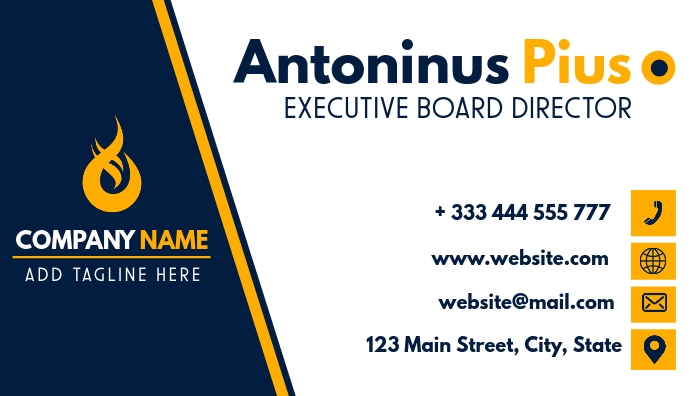 Antoninus Pius
EXECUTIVE BOARD DIRECTOR
COMPANY NAME
ADD TAGLINE HERE
+ 333 444 555 777
www.website.com
website@mail.com
123 Main Street, City, State